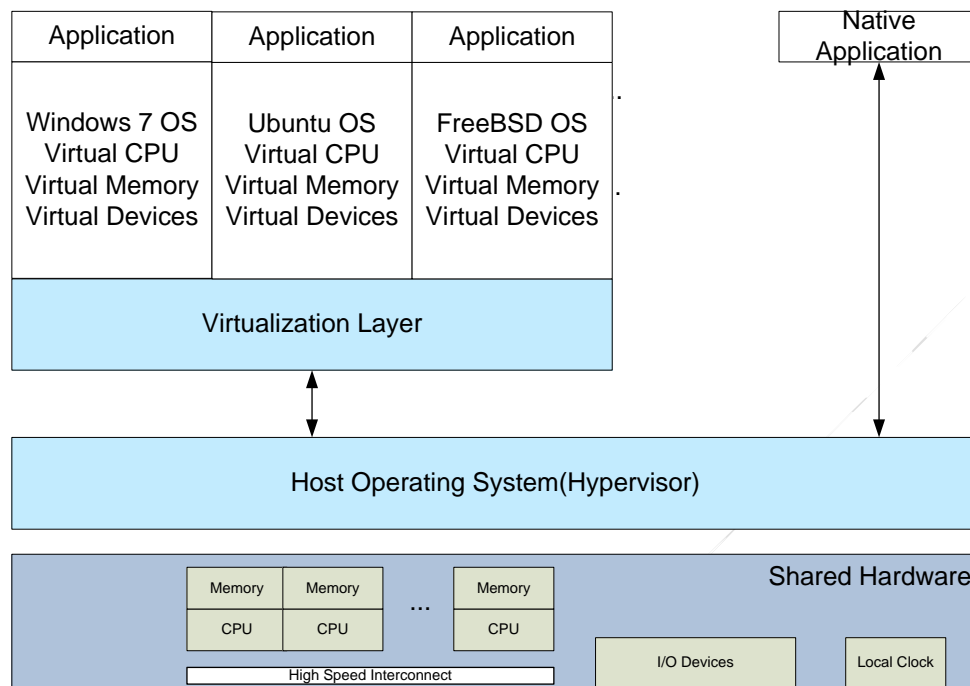 Application
Application
Application
Native
Application
Windows 7 OS
Virtual CPU
Virtual Memory
Virtual Devices
Ubuntu OS
Virtual CPU
Virtual Memory
Virtual Devices
FreeBSD OS
Virtual CPU
Virtual Memory
Virtual Devices
..
.
Virtualization Layer
Host Operating System(Hypervisor)
Shared Hardware
Memory
Memory
...
Memory
CPU
CPU
CPU
High Speed Interconnect
I/O Devices
Local Clock